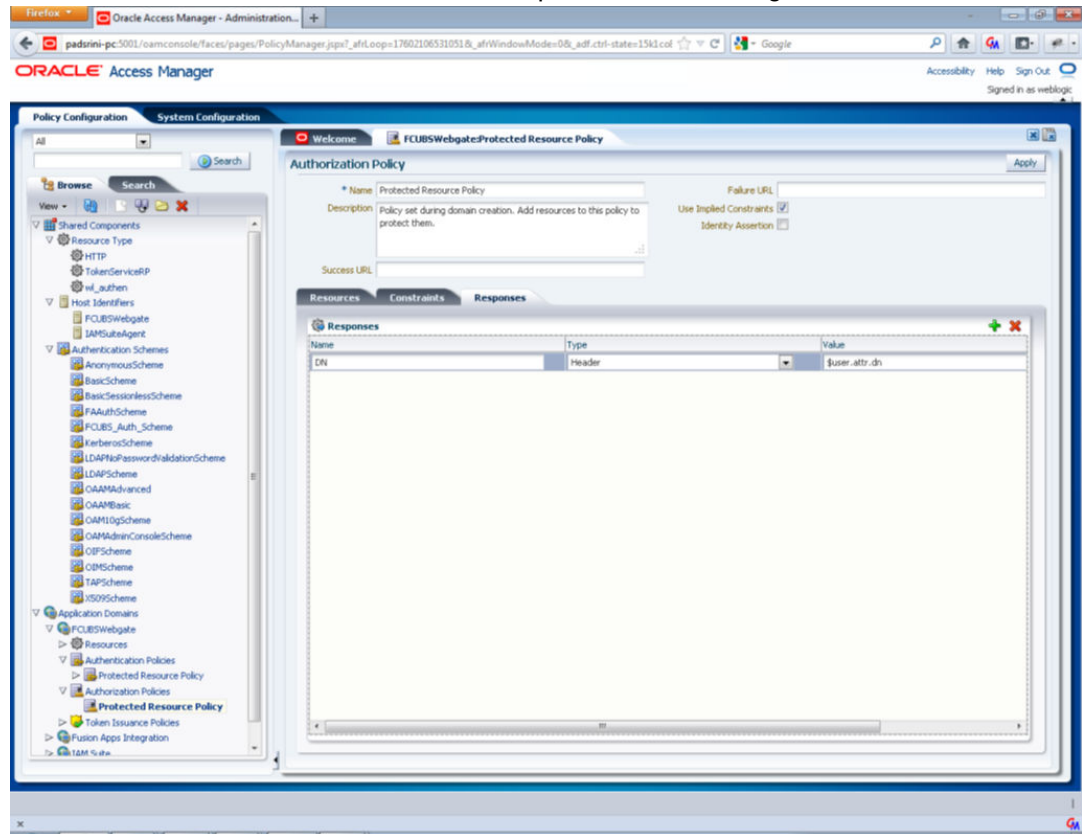 Firefox
Oracle Access Manager - Administration...
padsrini-pc:5001/oamconsole/faces/pages/PolicyManager.jspx?_afrLoop=17602106531051&_afrWindowMode=0&_adf.ctrl-state=15k1col
Google
ORACLE Access Manager
Accessibility Help Sign Out
Signed in as weblogic
Policy Configuration System Configuration
All
Search
Browse Search
View
Shared Components
Resource Type
HTTP
TokenServiceRP
wl_authen
Host Identifiers
FCUBSWebgate
IAMSuiteAgent
Authentication Schemes
AnonymousScheme
BasicScheme
BasicSessionlessScheme
FAAuthScheme
FCUBS_Auth_Scheme
KerberosScheme
LDAPNoPasswordValidationScheme
LDAPScheme
OAAMAdvanced
OAAMBasic
OAM10gScheme
OAMAdminConsoleScheme
OIFScheme
OIMScheme
TAPScheme
X509Scheme
Application Domains
FCUBSWebgate
Resources
Authentication Policies
Protected Resource Policy
Authorization Policies
Protected Resource Policy
Token Issuance Policies
Fusion Apps Integration
IAM Suite
Welcome FCUBSWebgate:Protected Resource Policy
Authorization Policy Apply
* Name Protected Resource Policy
Description Policy set during domain creation. Add resources to this policy to
protect them.
Success URL
Failure URL
Use Implied Constraints
Identity Assertion
Resources Constraints Responses
Responses
Name Type Value
DN Header $user.attr.dn